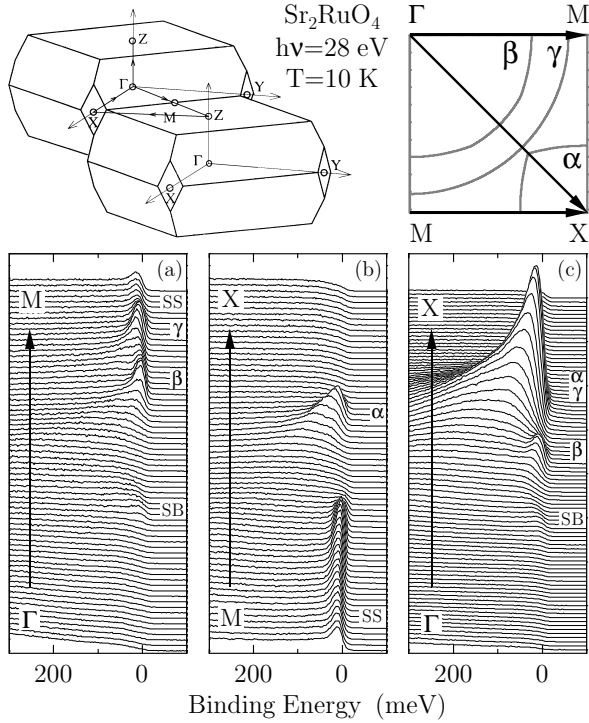 Sr₂RuO₄
hν=28 eV
T=10 K
Z
Γ
Y
X
M
Z
Γ
Y
X
Γ
M
β
γ
α
M
X
(a)
M
SS
γ
β
SB
Γ
(b)
X
α
M
SS
(c)
X
α
γ
β
SB
Γ
200
0
200
0
200
0
Binding Energy (meV)